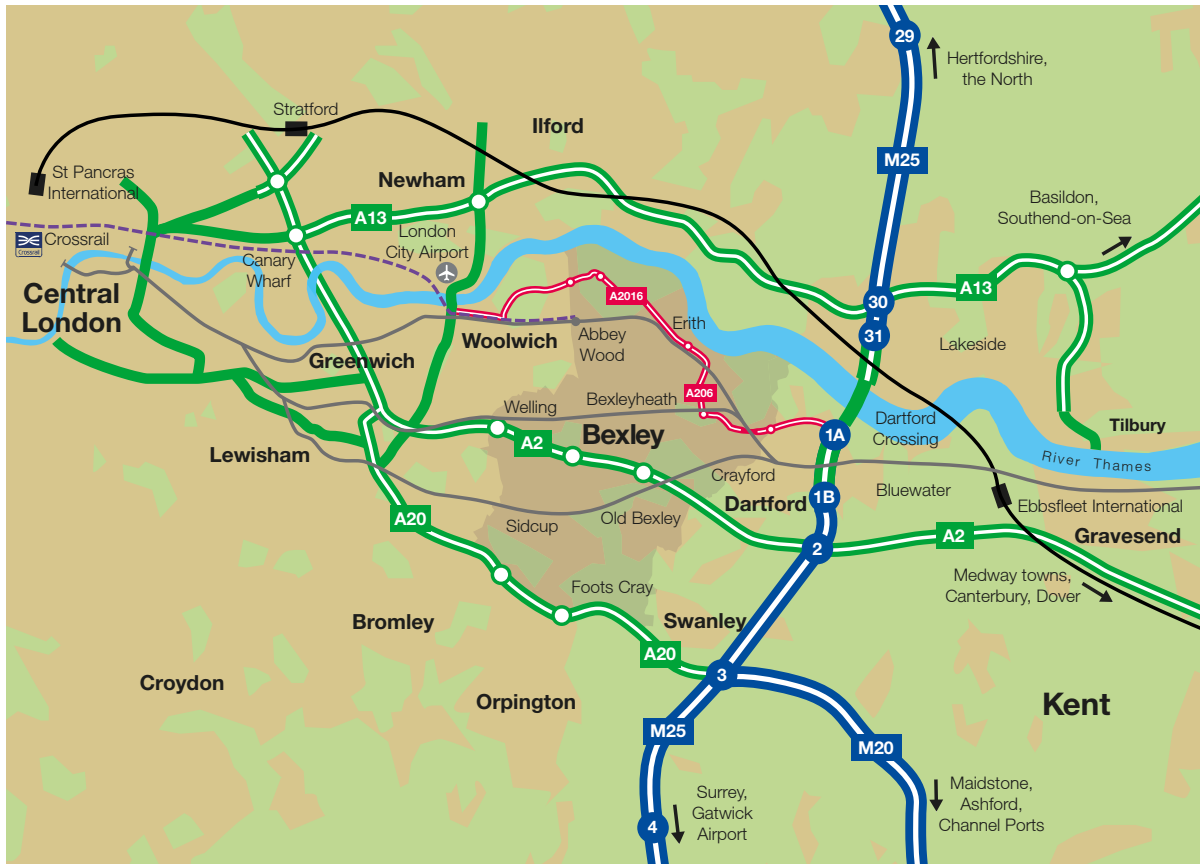 29
Hertfordshire,
the North
Stratford
Ilford
M25
St Pancras
International
Newham
Basildon,
Southend-on-Sea
A13
London
City Airport
Crossrail
Crossrail
Canary
Wharf
Central
London
A13
30
A2016
31
Erith
Lakeside
Woolwich
Abbey
Wood
Greenwich
A206
Bexleyheath
Welling
Dartford
Crossing
Tilbury
Bexley
1A
A2
Lewisham
River Thames
Crayford
Bluewater
1B
Dartford
Ebbsfleet International
A20
Old Bexley
Sidcup
A2
Gravesend
2
Medway towns,
Canterbury, Dover
Foots Cray
Bromley
Swanley
A20
3
Croydon
Orpington
Kent
M25
M20
Surrey,
Gatwick
Airport
Maidstone,
Ashford,
Channel Ports
4